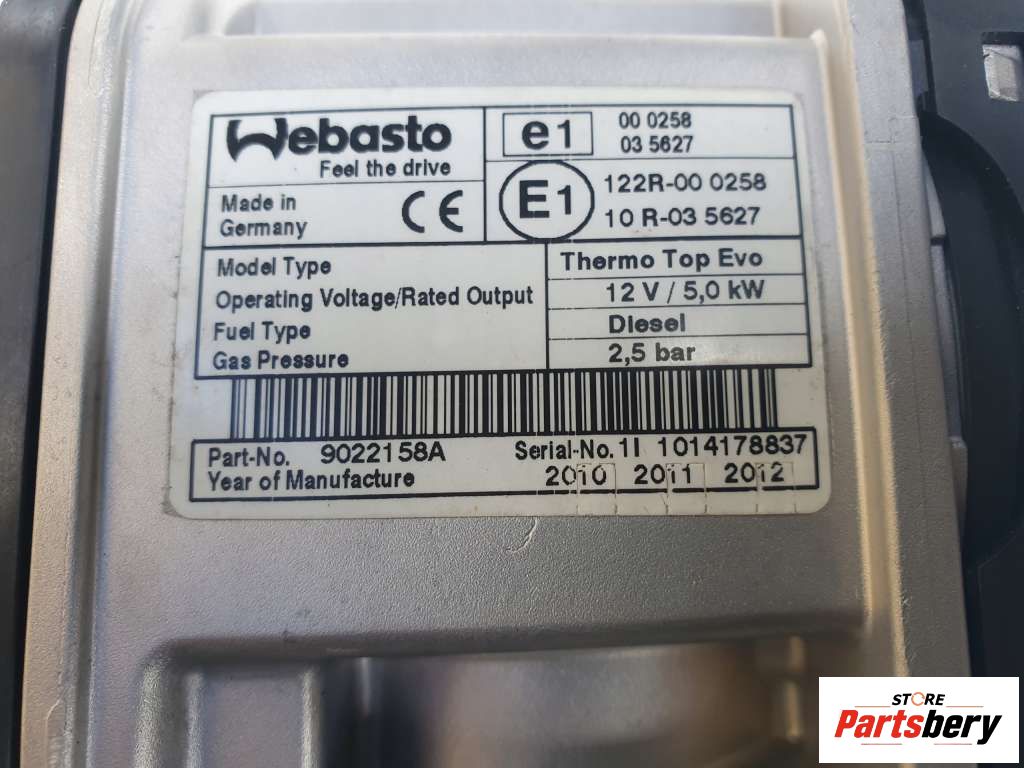 Webasto
Feel the drive
Made in
Germany
CE
e1
00 0258
03 5627
E1
122R-00 0258
10 R-03 5627
Model Type Thermo Top Evo
Operating Voltage/Rated Output 12 V / 5,0 kW
Fuel Type Diesel
Gas Pressure 2,5 bar
Part-No. 9022158A Serial-No. 1I 1014178837
Year of Manufacture 2010 2011 2012
STORE
Partsbery